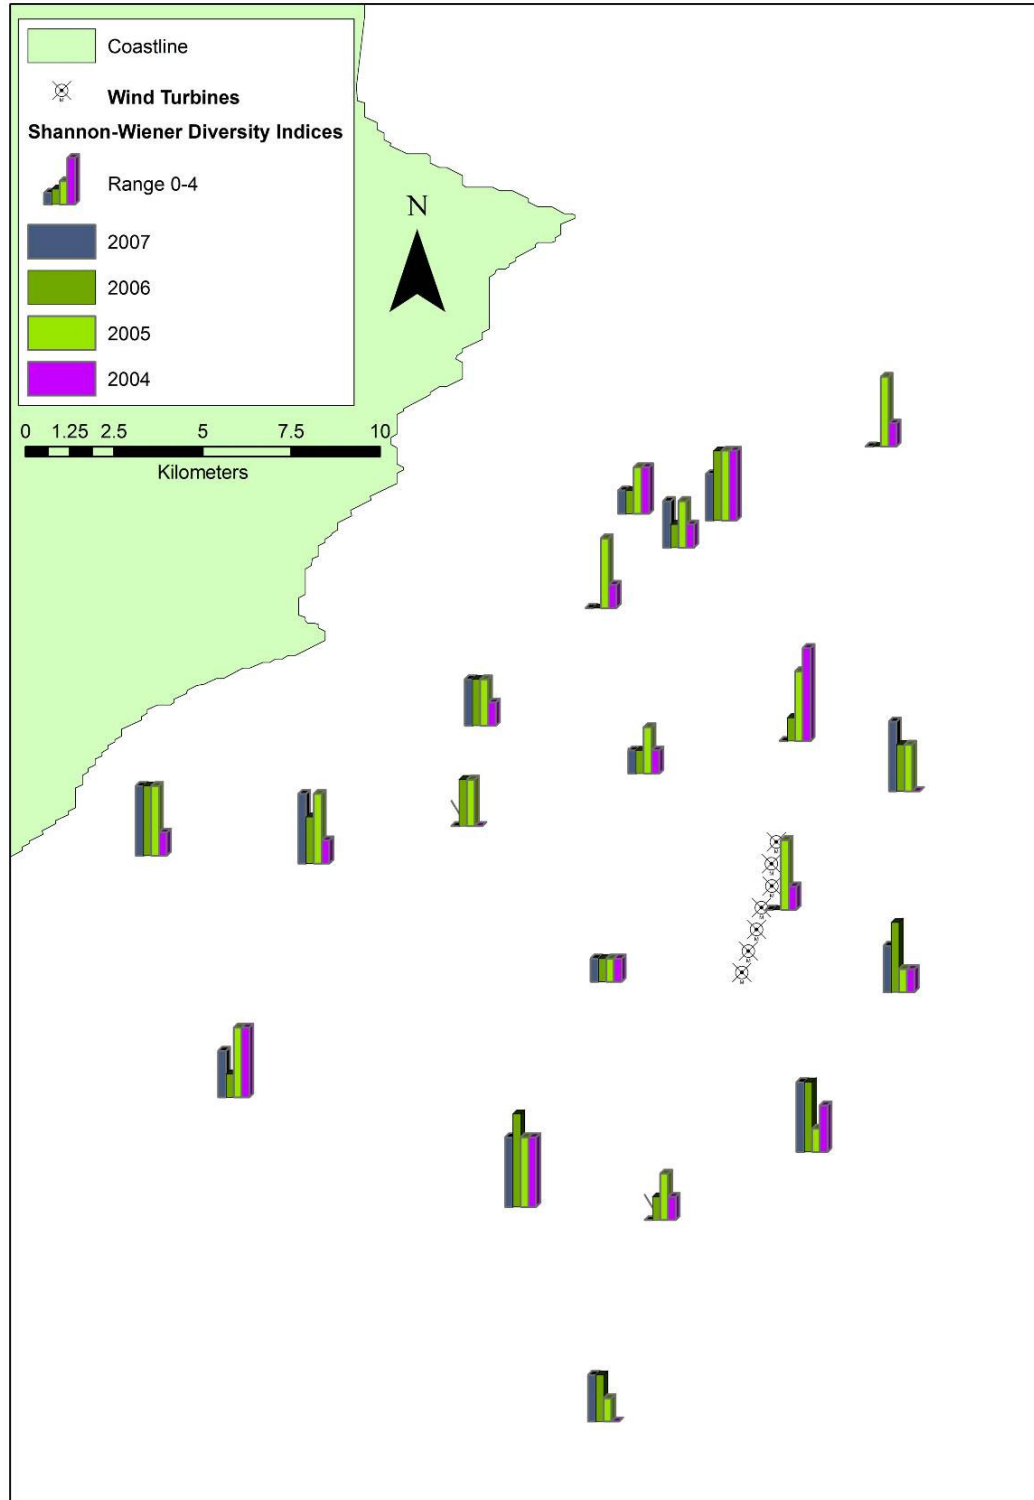 Coastline
Wind Turbines
Shannon-Wiener Diversity Indices
Range 0-4
2007
2006
2005
2004
N
0 1.25 2.5 5 7.5 10
Kilometers